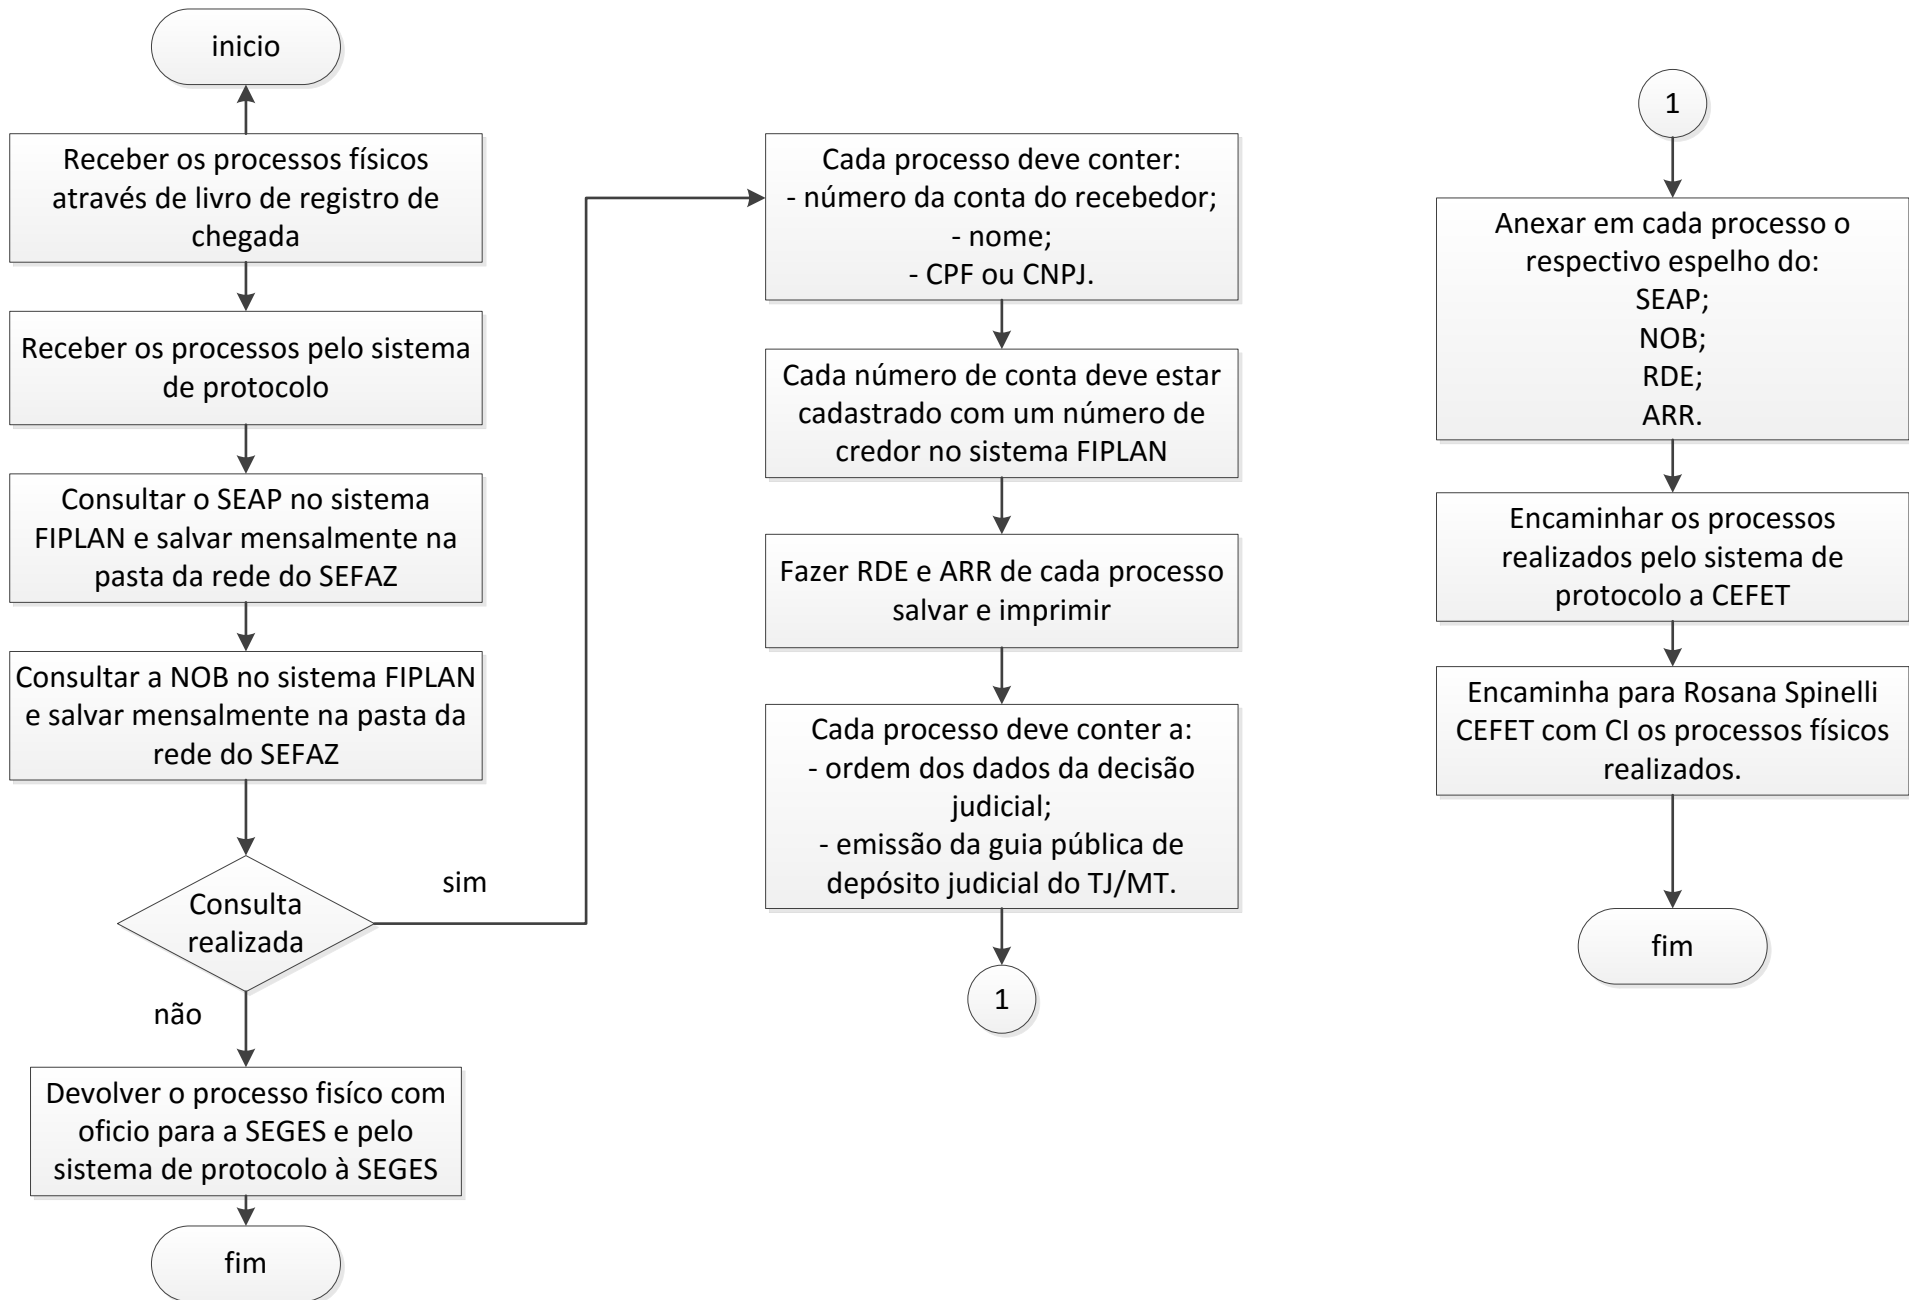 inicio
Receber os processos físicos
através de livro de registro de
chegada
Receber os processos pelo sistema
de protocolo
Consultar o SEAP no sistema
FIPLAN e salvar mensalmente na
pasta da rede do SEFAZ
Consultar a NOB no sistema FIPLAN
e salvar mensalmente na pasta da
rede do SEFAZ
Consulta
realizada
sim
não
Devolver o processo fisíco com
oficio para a SEGES e pelo
sistema de protocolo à SEGES
fim
Cada processo deve conter:
- número da conta do recebedor;
- nome;
- CPF ou CNPJ.
Cada número de conta deve estar
cadastrado com um número de
credor no sistema FIPLAN
Fazer RDE e ARR de cada processo
salvar e imprimir
Cada processo deve conter a:
- ordem dos dados da decisão
judicial;
- emissão da guia pública de
depósito judicial do TJ/MT.
1
1
Anexar em cada processo o
respectivo espelho do:
SEAP;
NOB;
RDE;
ARR.
Encaminhar os processos
realizados pelo sistema de
protocolo a CEFET
Encaminha para Rosana Spinelli
CEFET com CI os processos físicos
realizados.
fim